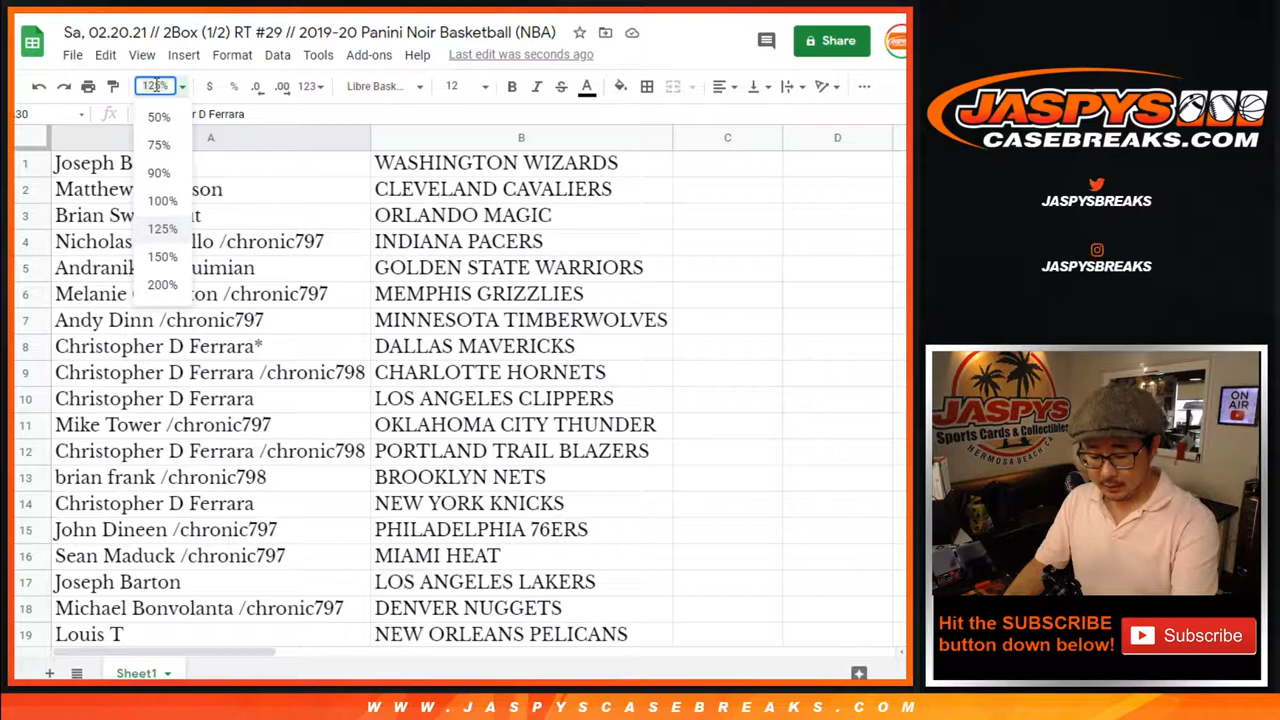 Sa, 02.20.21 // 2Box (1/2) RT #29 // 2019-20 Panini Noir Basketball (NBA)
File Edit View Insert Format Data Tools Add-ons Help Last edit was seconds ago
Share
125% $ % .0 .00 123 Libre Bask... 12 B I S A
30 fx r D Ferrara
50%
75%
90%
100%
125%
150%
200%
A B C D
1 Joseph B WASHINGTON WIZARDS
2 Matthew son CLEVELAND CAVALIERS
3 Brian Sw t ORLANDO MAGIC
4 Nicholas llo /chronic797 INDIANA PACERS
5 Andranik uimian GOLDEN STATE WARRIORS
6 Melanie ton /chronic797 MEMPHIS GRIZZLIES
7 Andy Dinn /chronic797 MINNESOTA TIMBERWOLVES
8 Christopher D Ferrara* DALLAS MAVERICKS
9 Christopher D Ferrara /chronic798 CHARLOTTE HORNETS
10 Christopher D Ferrara LOS ANGELES CLIPPERS
11 Mike Tower /chronic797 OKLAHOMA CITY THUNDER
12 Christopher D Ferrara /chronic798 PORTLAND TRAIL BLAZERS
13 brian frank /chronic798 BROOKLYN NETS
14 Christopher D Ferrara NEW YORK KNICKS
15 John Dineen /chronic797 PHILADELPHIA 76ERS
16 Sean Maduck /chronic797 MIAMI HEAT
17 Joseph Barton LOS ANGELES LAKERS
18 Michael Bonvolanta /chronic797 DENVER NUGGETS
19 Louis T NEW ORLEANS PELICANS
Sheet1
JASPYS
CASEBREAKS.COM
JASPYSBREAKS
JASPYSBREAKS
JASPYS
Sports Cards & Collectibles
HERMOSA BEACH, CA
ON AIR
Hit the SUBSCRIBE
button down below!
Subscribe
WWW.JASPYSCASEBREAKS.COM